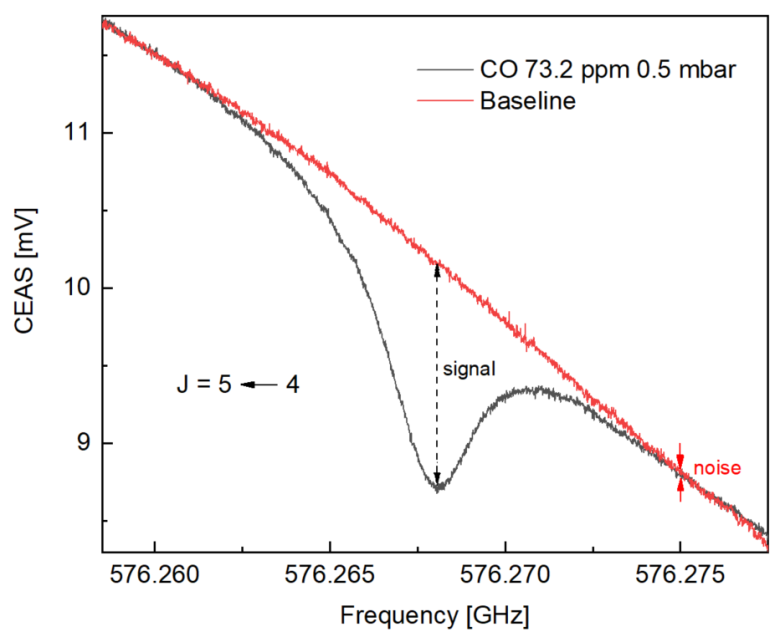 CO 73.2 ppm 0.5 mbar
Baseline
11
10
9
CEAS [mV]
signal
J = 5 ← 4
noise
576.260 576.265 576.270 576.275
Frequency [GHz]